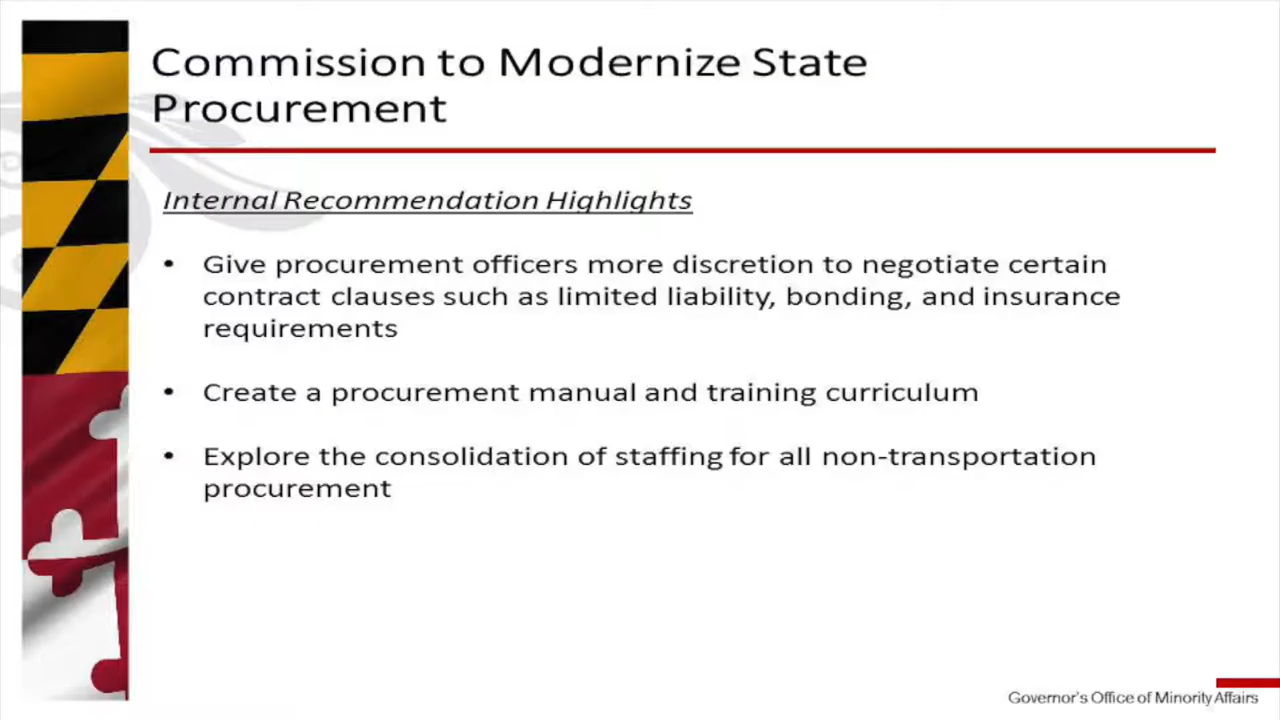 Commission to Modernize State
Procurement
Internal Recommendation Highlights
• Give procurement officers more discretion to negotiate certain
contract clauses such as limited liability, bonding, and insurance
requirements
• Create a procurement manual and training curriculum
• Explore the consolidation of staffing for all non-transportation
procurement
Governor's Office of Minority Affairs